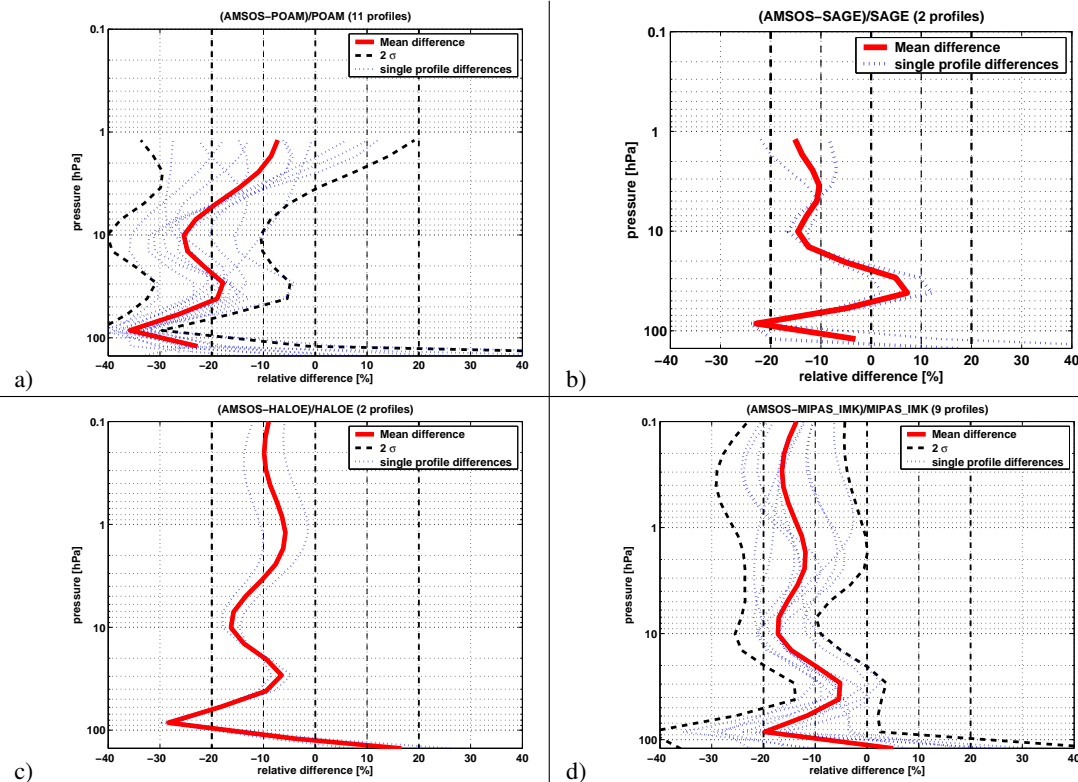 (AMSOS−POAM)/POAM (11 profiles)
Mean difference
2 σ
single profile differences
0.1
1
10
100
pressure [hPa]
−40 −30 −20 −10 0 10 20 30 40
relative difference [%]
a)
(AMSOS−SAGE)/SAGE (2 profiles)
Mean difference
single profile differences
0.1
1
10
100
pressure [hPa]
−40 −30 −20 −10 0 10 20 30 40
relative difference [%]
b)
(AMSOS−HALOE)/HALOE (2 profiles)
Mean difference
2 σ
single profile differences
0.1
1
10
100
pressure [hPa]
−40 −30 −20 −10 0 10 20 30 40
relative difference [%]
c)
(AMSOS−MIPAS_IMK)/MIPAS_IMK (9 profiles)
Mean difference
2 σ
single profile differences
0.1
1
10
100
pressure [hPa]
−40 −30 −20 −10 0 10 20 30 40
relative difference [%]
d)